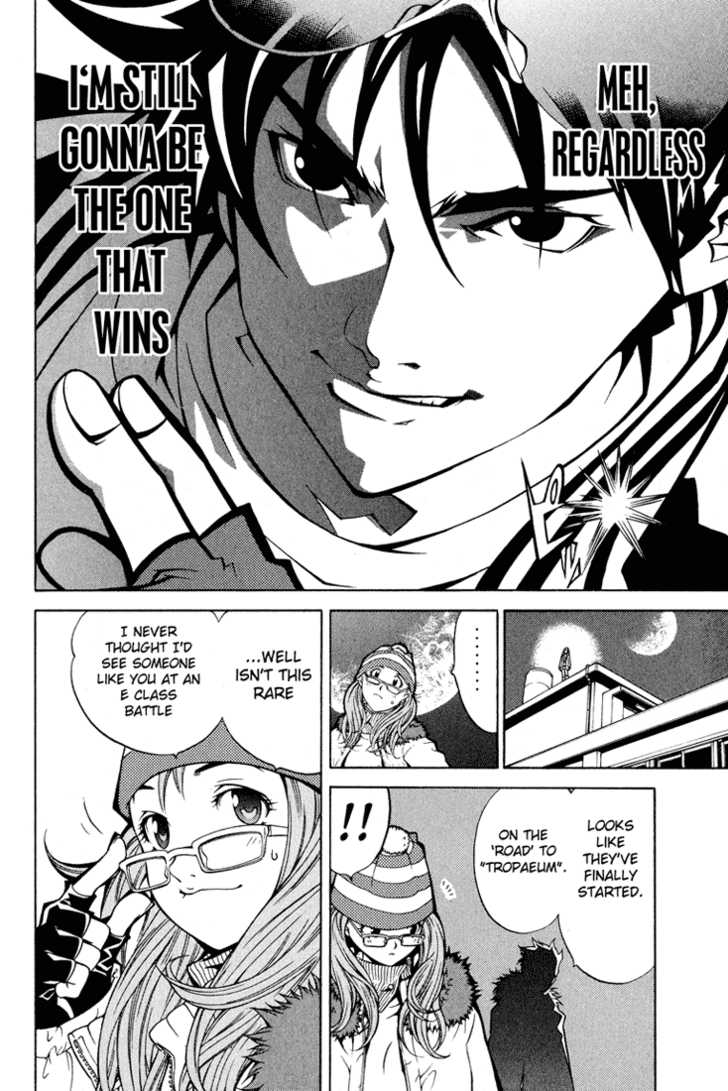 MEH,
REGARDLESS
I'M STILL
GONNA BE
THE ONE
THAT
WINS
......
LOOKS
LIKE
THEY'VE
FINALLY
STARTED.
ON THE
'ROAD' TO
"TROPAEUM".
!!
...WELL
ISN'T THIS
RARE
I NEVER
THOUGHT I'D
SEE SOMEONE
LIKE YOU AT AN
E CLASS
BATTLE